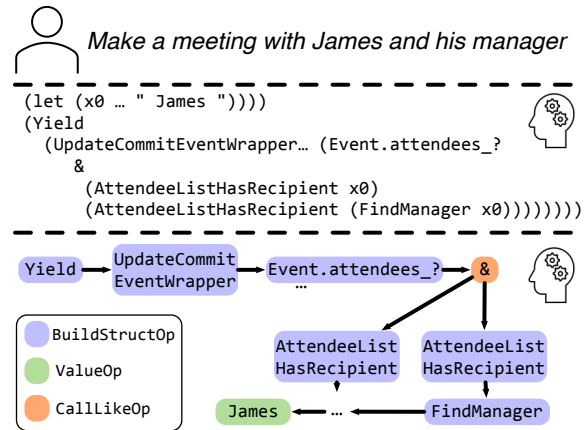 Make a meeting with James and his manager
(let (x0 … " James "))))
(Yield
(UpdateCommitEventWrapper… (Event.attendees_?
&
(AttendeeListHasRecipient x0)
(AttendeeListHasRecipient (FindManager x0))))))))
Yield
UpdateCommit
EventWrapper
Event.attendees_?
…
&
BuildStructOp
ValueOp
CallLikeOp
AttendeeList
HasRecipient
AttendeeList
HasRecipient
James
…
FindManager